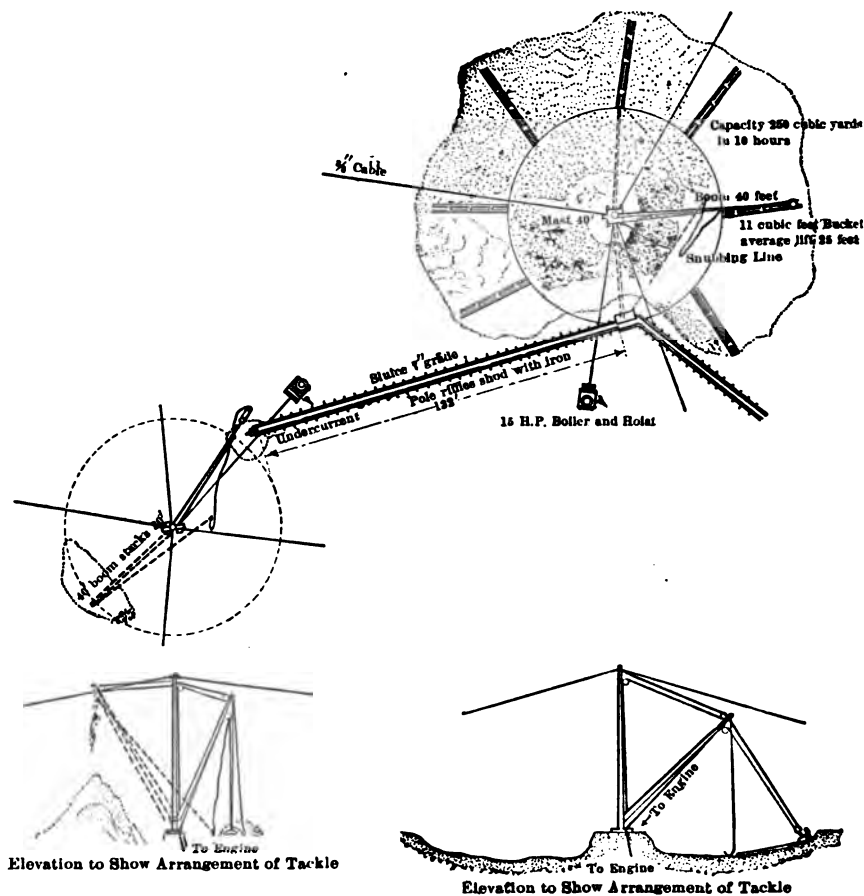 Capacity 250 cubic yards
in 10 hours
⅝" Cable
Boom 40 feet
Mast 40'
11 cubic feet Bucket
average lift 25 feet
Snubbing Line
Sluice 7" grade
Pole riffles shod with iron
132'
Undercurrent
15 H.P. Boiler and Hoist
40' boom stacks
To Engine
To Engine
To Engine
Elevation to Show Arrangement of Tackle
Elevation to Show Arrangement of Tackle